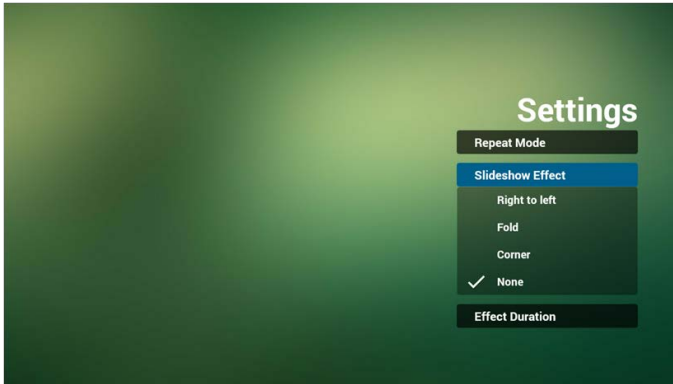 Settings
Repeat Mode
Slideshow Effect
Right to left
Fold
Corner
None
Effect Duration